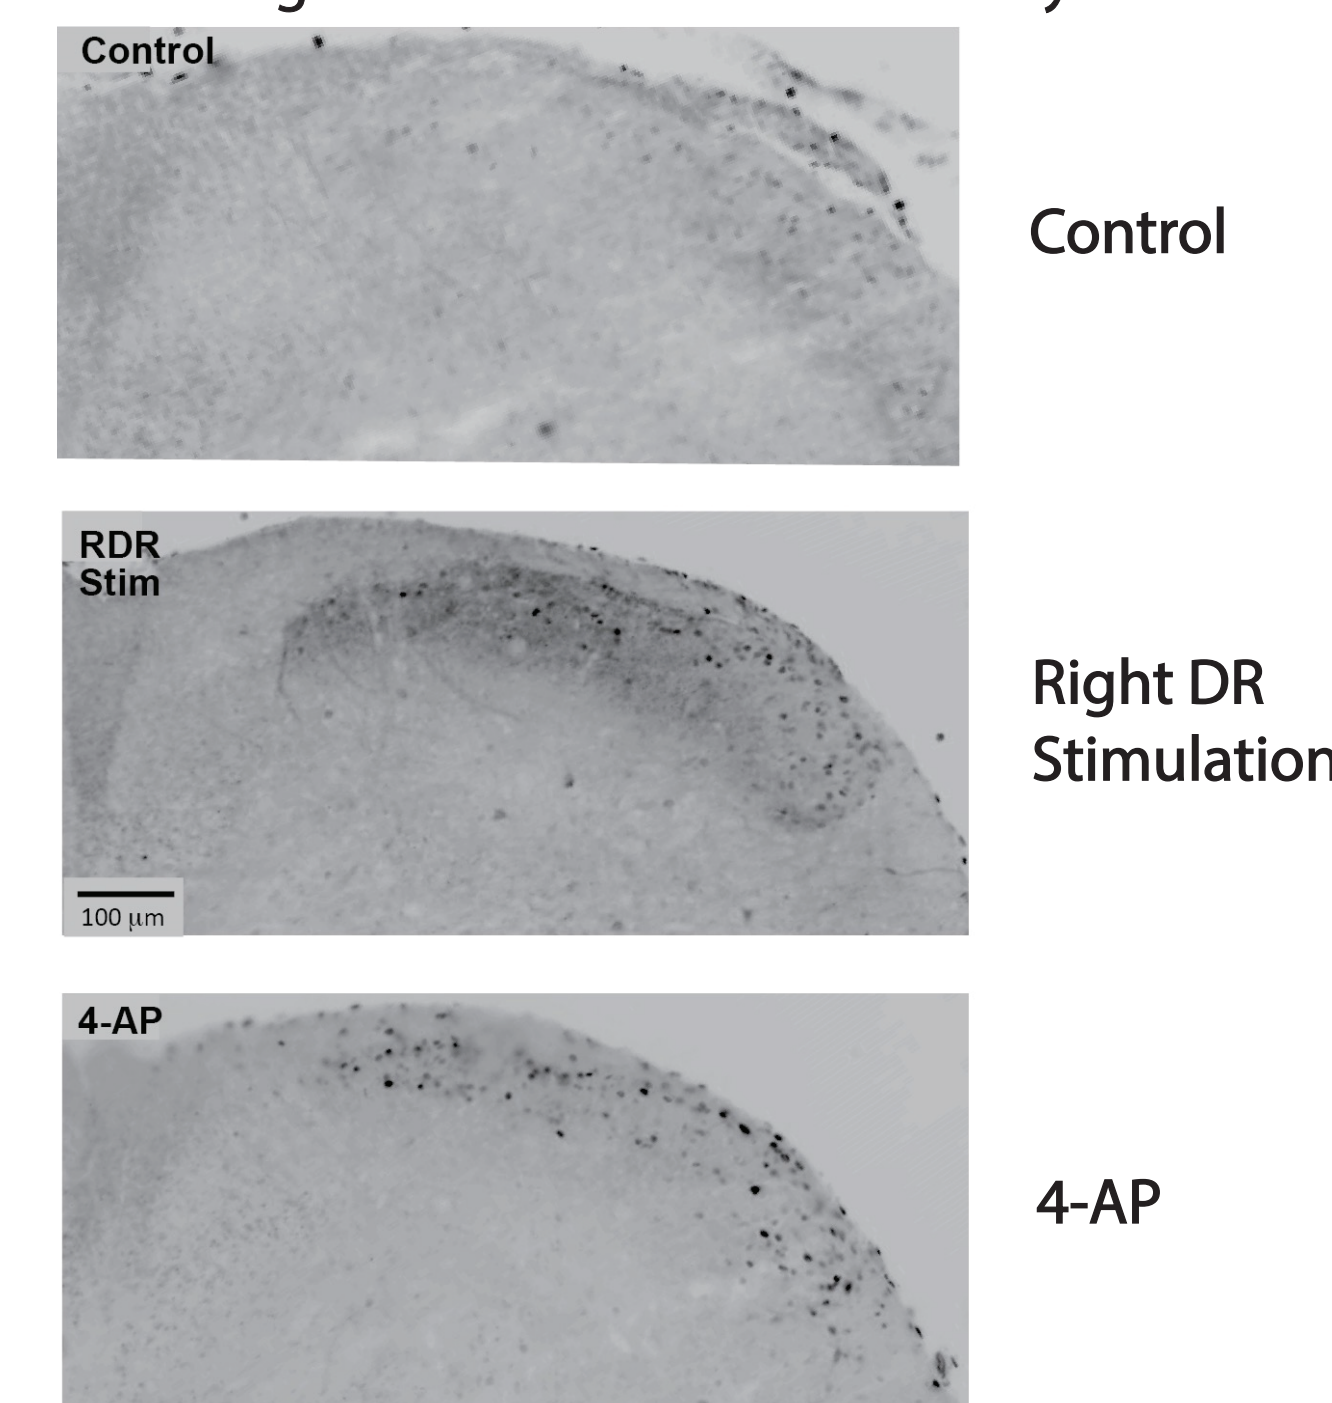 Control
Control
RDR
Stim
Right DR
Stimulation
100 μm
4-AP
4-AP